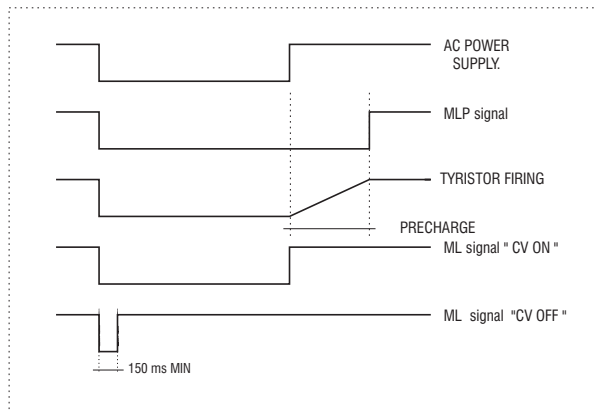 AC POWER
SUPPLY.
MLP signal
TYRISTOR FIRING
PRECHARGE
ML signal " CV ON "
ML signal "CV OFF "
150 ms MIN